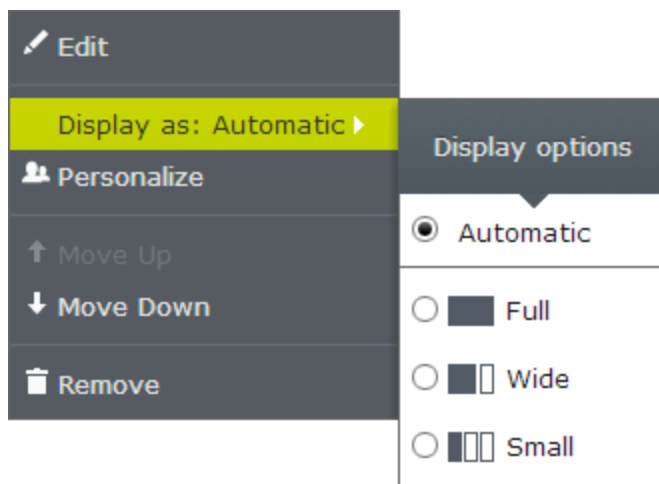 Edit
Display as: Automatic
Personalize
Move Up
Move Down
Remove
Display options
Automatic
Full
Wide
Small